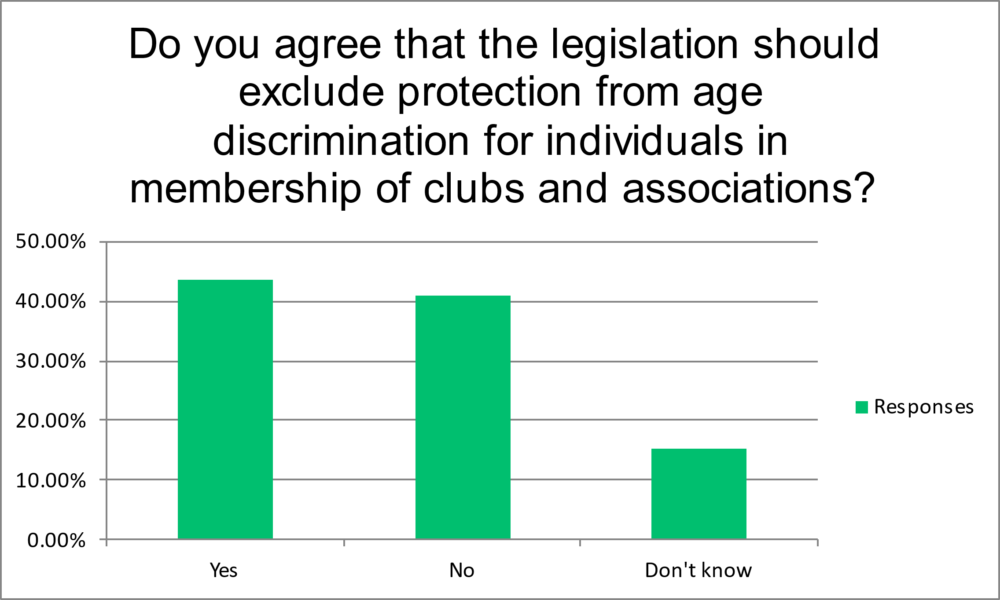 Do you agree that the legislation should
exclude protection from age
discrimination for individuals in
membership of clubs and associations?
50.00%
40.00%
30.00%
20.00%
10.00%
0.00%
Yes No Don't know
Responses